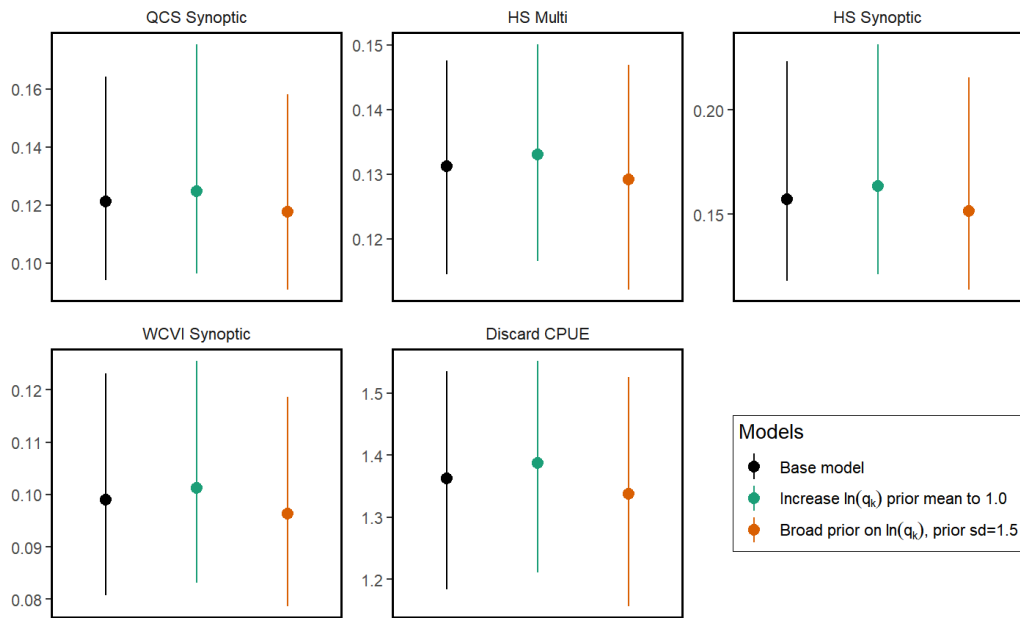 QCS Synoptic
HS Multi
HS Synoptic
0.16
0.14
0.12
0.10
0.15
0.14
0.13
0.12
0.20
0.15
WCVI Synoptic
Discard CPUE
0.12
0.11
0.10
0.09
0.08
1.5
1.4
1.3
1.2
Models
Base model
Increase ln(qₖ) prior mean to 1.0
Broad prior on ln(qₖ), prior sd=1.5